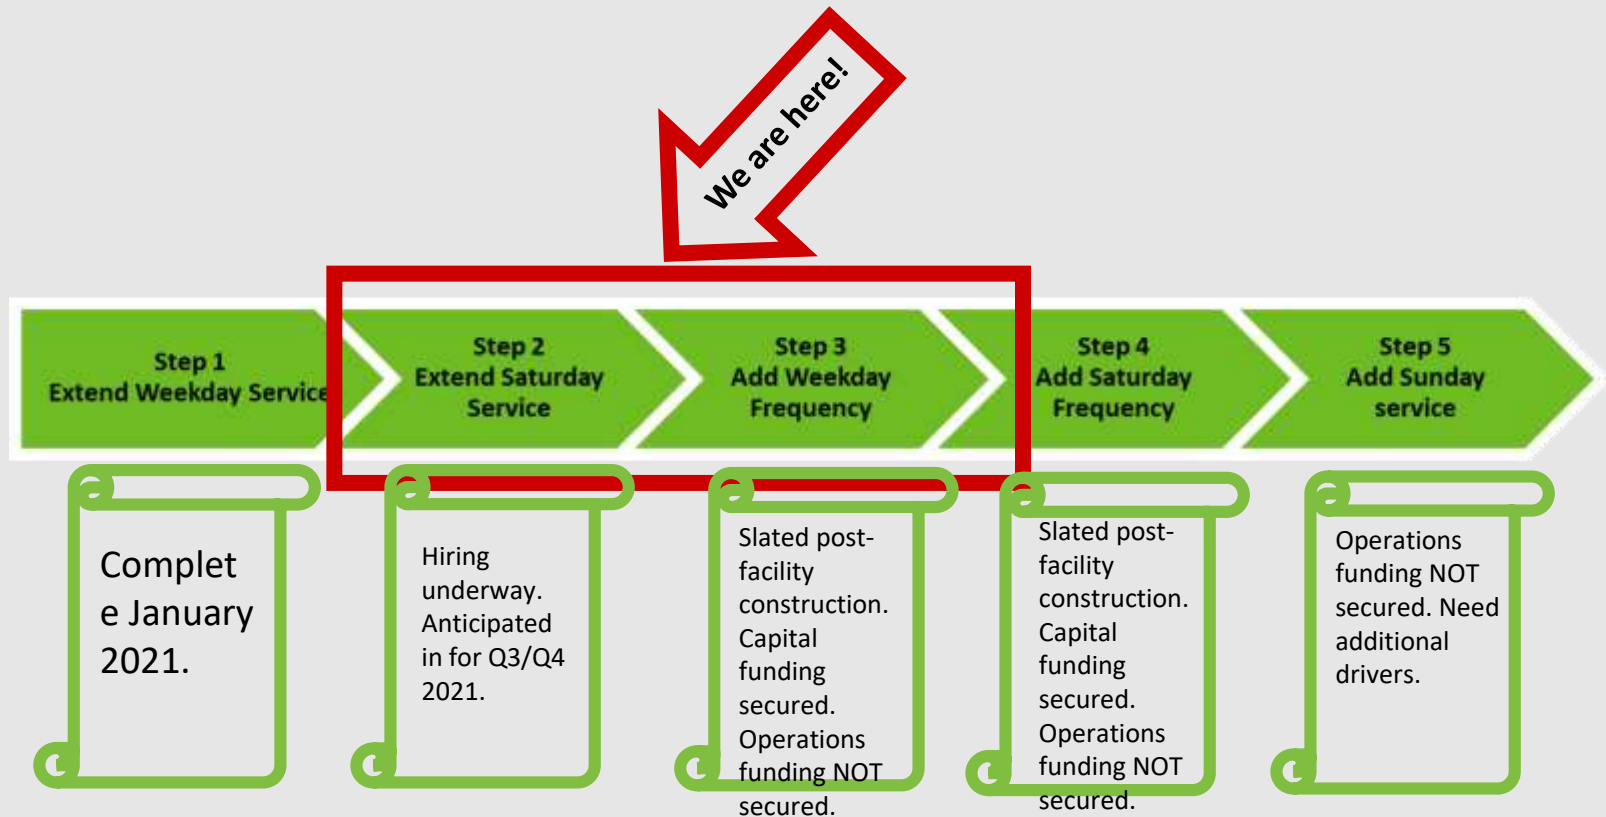 We are here!
Step 1
Extend Weekday Service
Step 2
Extend Saturday
Service
Step 3
Add Weekday
Frequency
Step 4
Add Saturday
Frequency
Step 5
Add Sunday
service
Complet
e January
2021.
Hiring
underway.
Anticipated
in for Q3/Q4
2021.
Slated post-
facility
construction.
Capital
funding
secured.
Operations
funding NOT
secured.
Slated post-
facility
construction.
Capital
funding
secured.
Operations
funding NOT
secured.
Operations
funding NOT
secured. Need
additional
drivers.